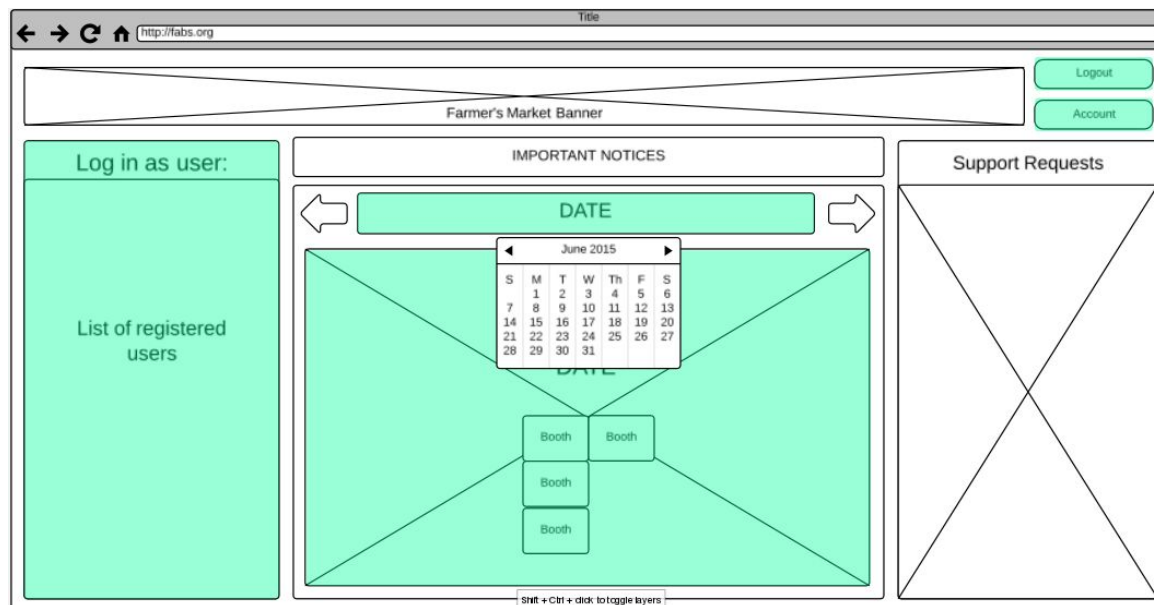 Title
http://fabs.org
Logout
Farmer's Market Banner
Account
Log in as user:
IMPORTANT NOTICES
Support Requests
DATE
June 2015
S M T W Th F S
1 2 3 4 5 6
7 8 9 10 11 12 13
14 15 16 17 18 19 20
21 22 23 24 25 26 27
28 29 30 31
List of registered
users
DATE
Booth Booth
Booth
Booth
Shift + Ctrl + click to toggle layers